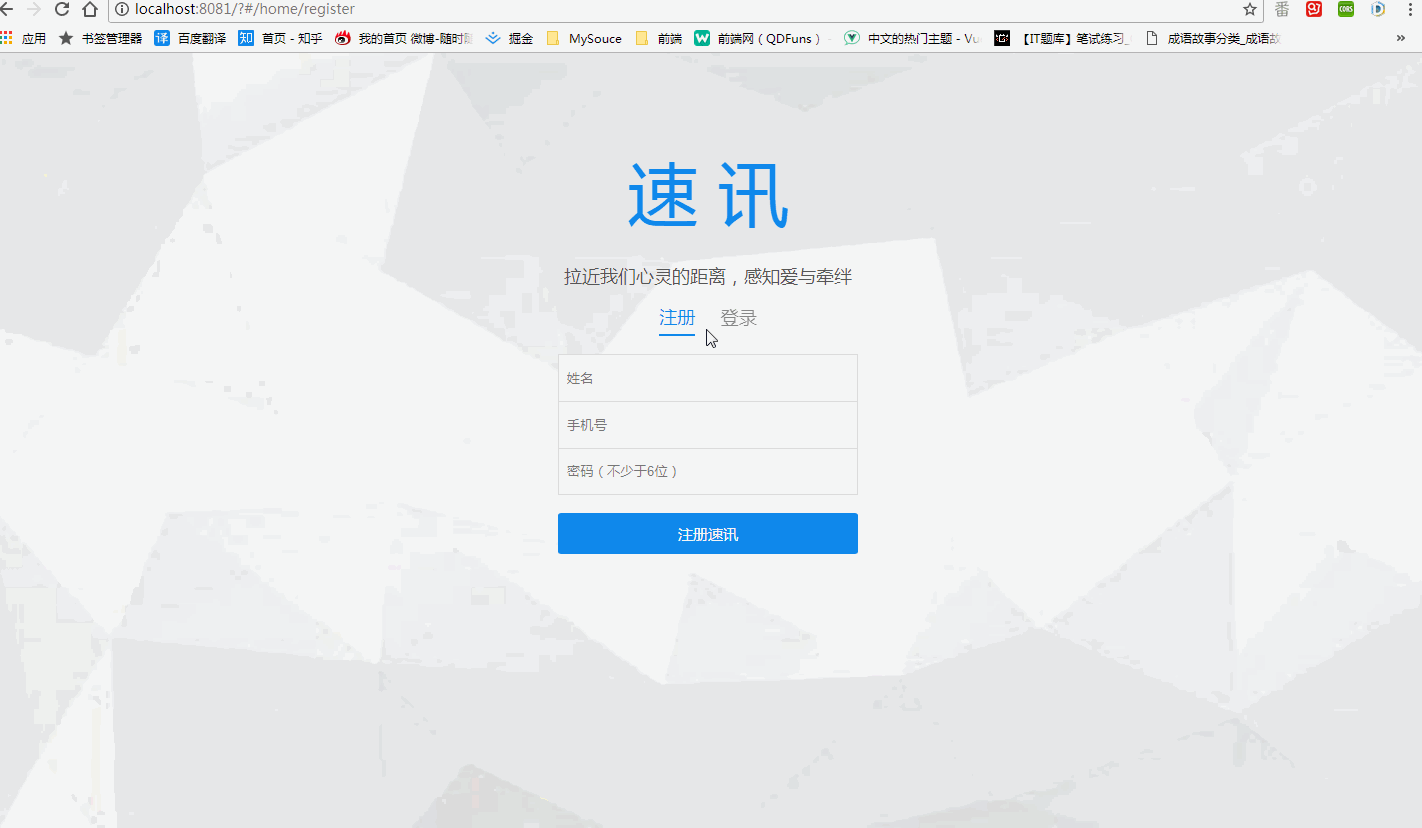 localhost:8081/?#/home/register
番 CORS D
应用 书签管理器 译 百度翻译 知 首页 - 知乎 我的首页 微博-随时随 掘金 MySouce 前端 W 前端网（QDFuns） - 中文的热门主题 - Vu 【IT题库】笔试练习_ 成语故事分类_成语故 »
速 讯
拉近我们心灵的距离，感知爱与牵绊
注册 登录
姓名
手机号
密码（不少于6位）
注册速讯